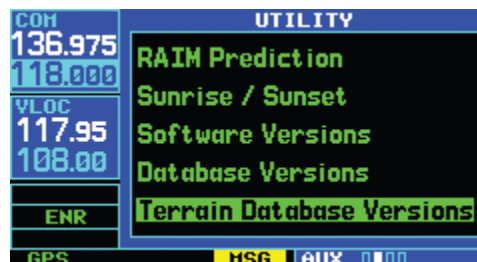 COM
136.975
118.000
VLOC
117.95
108.00
ENR
GPS
UTILITY
RAIM Prediction
Sunrise / Sunset
Software Versions
Database Versions
Terrain Database Versions
MSG
AUX